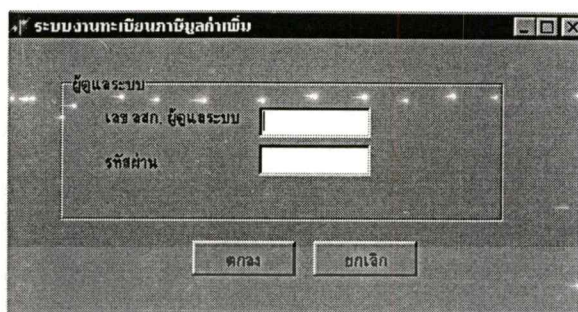 ระบบงานทะเบียนภาษีมูลค่าเพิ่ม
ผู้ดูแลระบบ
เลข ลสก. ผู้ดูแลระบบ
รหัสผ่าน
ตกลง
ยกเลิก